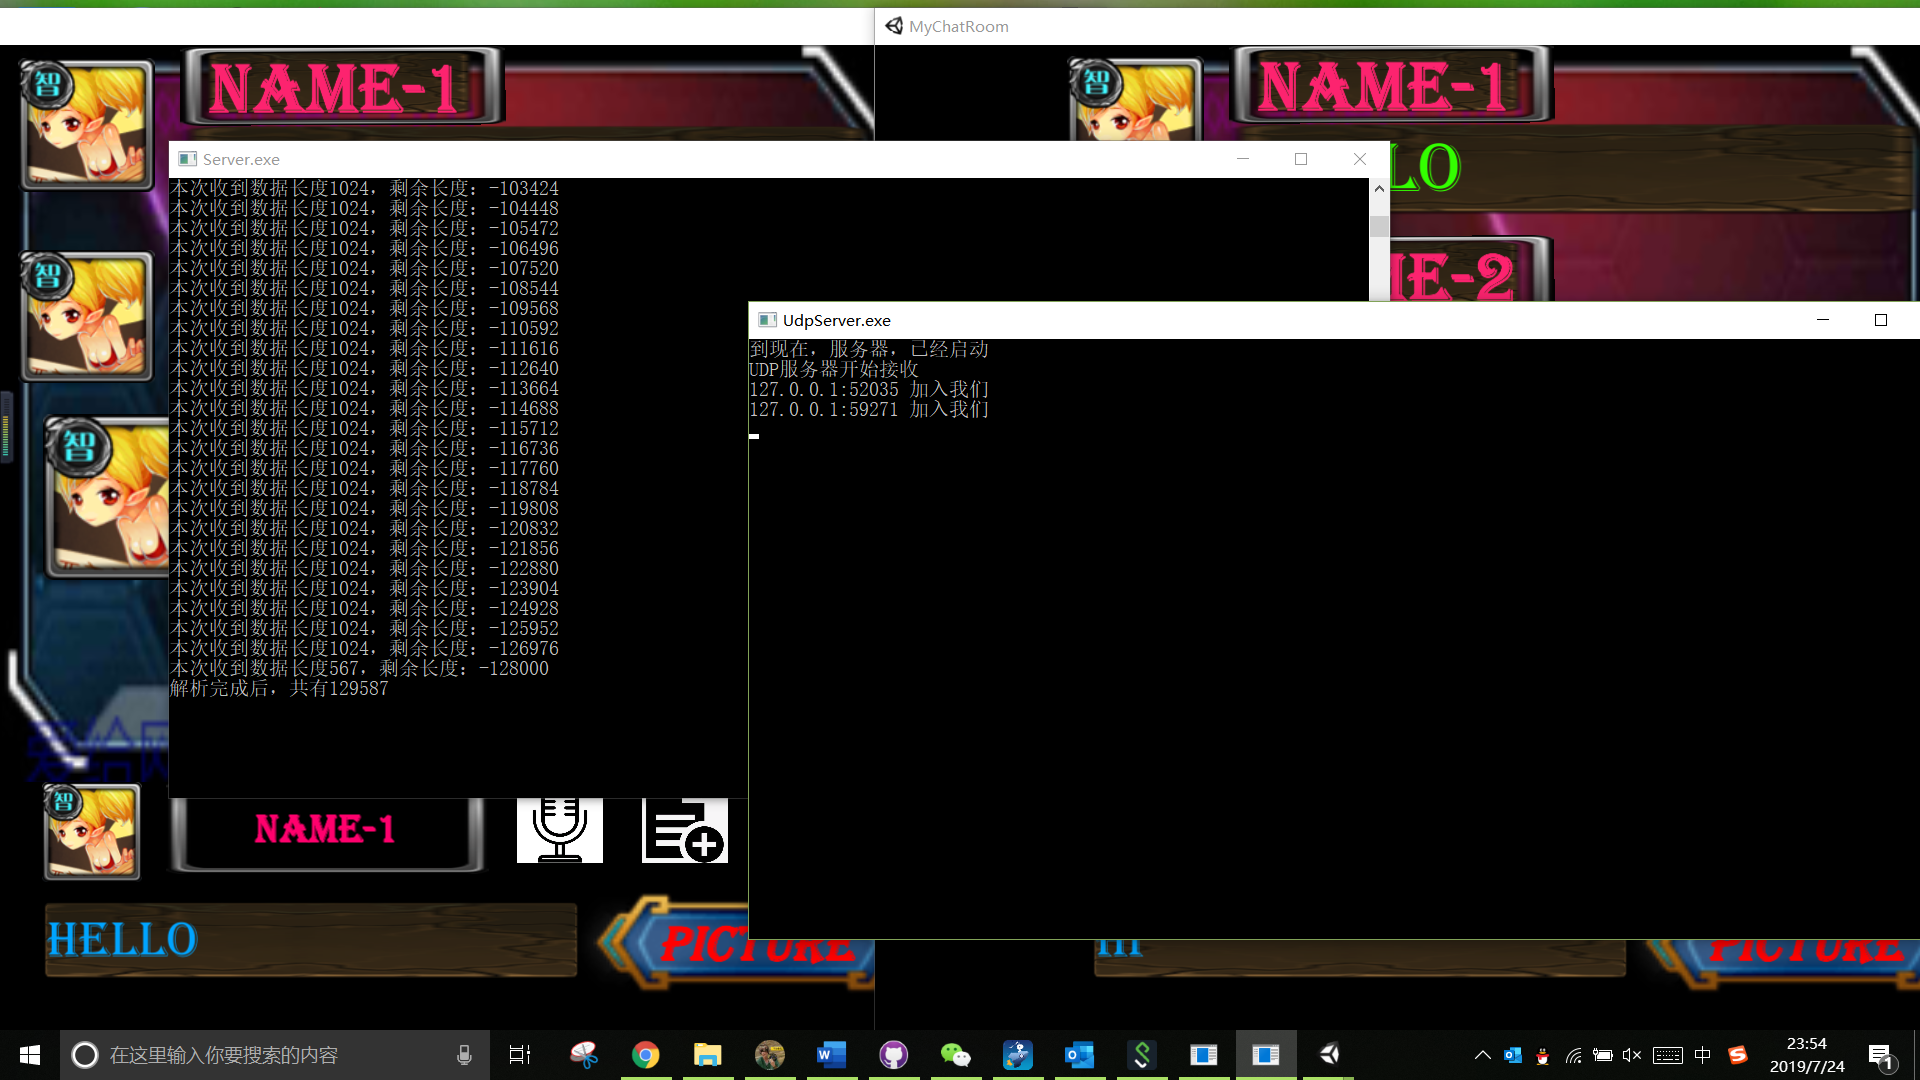 MyChatRoom
智
NAME-1
智
NAME-1
LO
ME-2
Server.exe
本次收到数据长度1024，剩余长度：-103424
本次收到数据长度1024，剩余长度：-104448
本次收到数据长度1024，剩余长度：-105472
本次收到数据长度1024，剩余长度：-106496
本次收到数据长度1024，剩余长度：-107520
本次收到数据长度1024，剩余长度：-108544
本次收到数据长度1024，剩余长度：-109568
本次收到数据长度1024，剩余长度：-110592
本次收到数据长度1024，剩余长度：-111616
本次收到数据长度1024，剩余长度：-112640
本次收到数据长度1024，剩余长度：-113664
本次收到数据长度1024，剩余长度：-114688
本次收到数据长度1024，剩余长度：-115712
本次收到数据长度1024，剩余长度：-116736
本次收到数据长度1024，剩余长度：-117760
本次收到数据长度1024，剩余长度：-118784
本次收到数据长度1024，剩余长度：-119808
本次收到数据长度1024，剩余长度：-120832
本次收到数据长度1024，剩余长度：-121856
本次收到数据长度1024，剩余长度：-122880
本次收到数据长度1024，剩余长度：-123904
本次收到数据长度1024，剩余长度：-124928
本次收到数据长度1024，剩余长度：-125952
本次收到数据长度1024，剩余长度：-126976
本次收到数据长度567，剩余长度：-128000
解析完成后，共有129587
UdpServer.exe
到现在，服务器，已经启动
UDP服务器开始接收
127.0.0.1:52035 加入我们
127.0.0.1:59271 加入我们
智
智
爱给网
智
NAME-1
HELLO
PICTURE
HI
PICTURE
在这里输入你要搜索的内容
中
23:54
2019/7/24
1